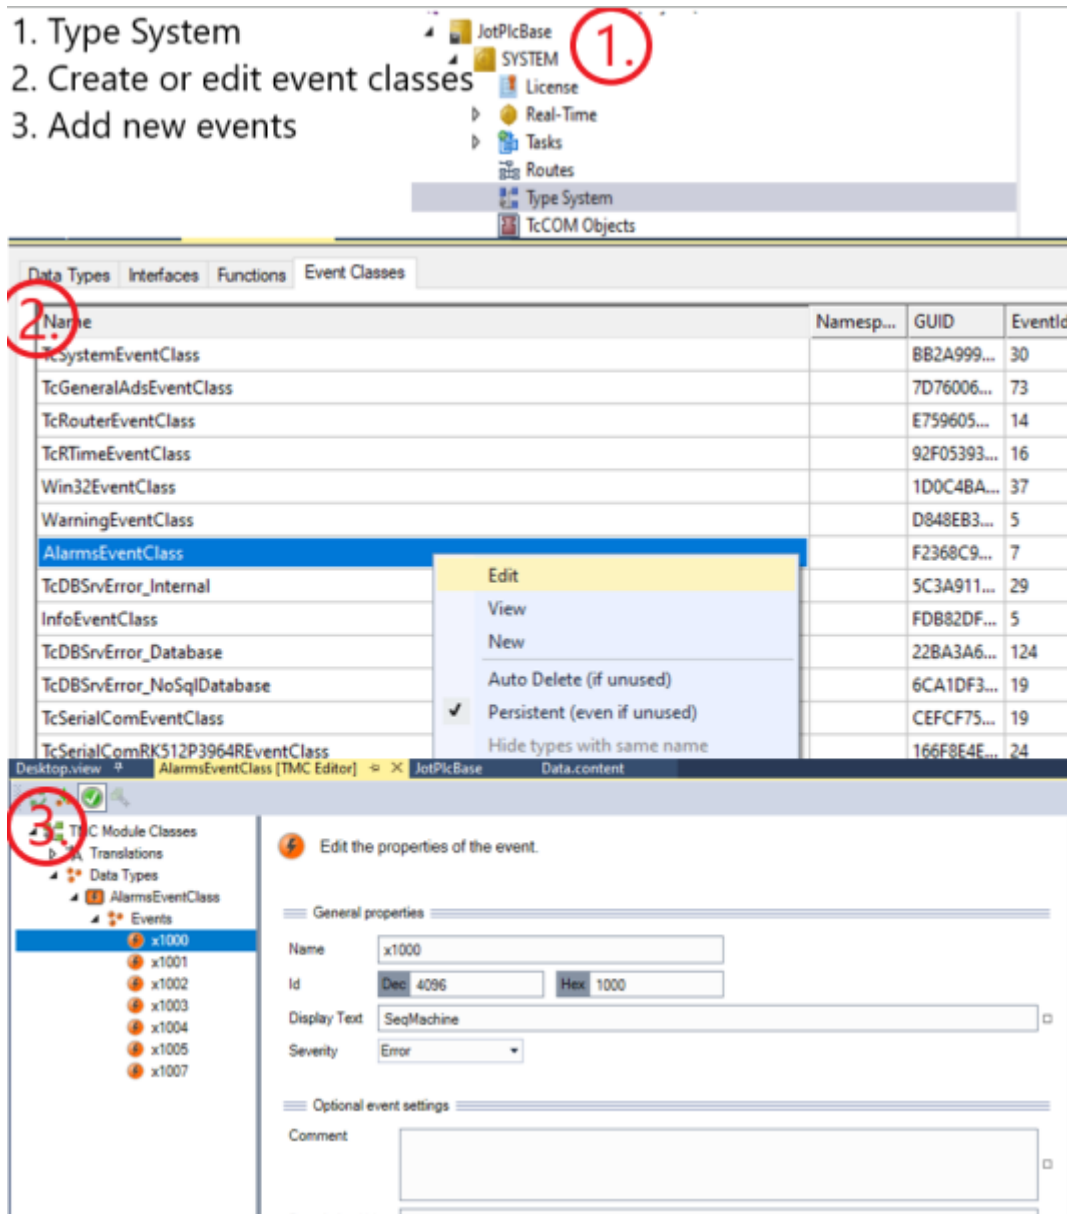 1. Type System
2. Create or edit event classes
3. Add new events
JotPlcBase
SYSTEM
1.
License
Real-Time
Tasks
Routes
Type System
TcCOM Objects
Data Types Interfaces Functions Event Classes
2.
Name Namesp... GUID EventId
TcSystemEventClass BB2A999... 30
TcGeneralAdsEventClass 7D76006... 73
TcRouterEventClass E759605... 14
TcRTimeEventClass 92F05393... 16
Win32EventClass 1D0C4BA... 37
WarningEventClass D848EB3... 5
AlarmsEventClass F2368C9... 7
TcDBSrvError_Internal 5C3A911... 29
InfoEventClass FDB82DF... 5
TcDBSrvError_Database 22BA3A6... 124
TcDBSrvError_NoSqlDatabase 6CA1DF3... 19
TcSerialComEventClass CEFCF75... 19
TcSerialComRK512P3964REventClass 166F8E4E... 24
Edit
View
New
Auto Delete (if unused)
Persistent (even if unused)
Hide types with same name
Desktop.view AlarmsEventClass [TMC Editor] JotPlcBase Data.content
3.
TMC Module Classes
Translations
Data Types
AlarmsEventClass
Events
x1000
x1001
x1002
x1003
x1004
x1005
x1007
Edit the properties of the event.
General properties
Name x1000
Id Dec 4096 Hex 1000
Display Text SeqMachine
Severity Error
Optional event settings
Comment